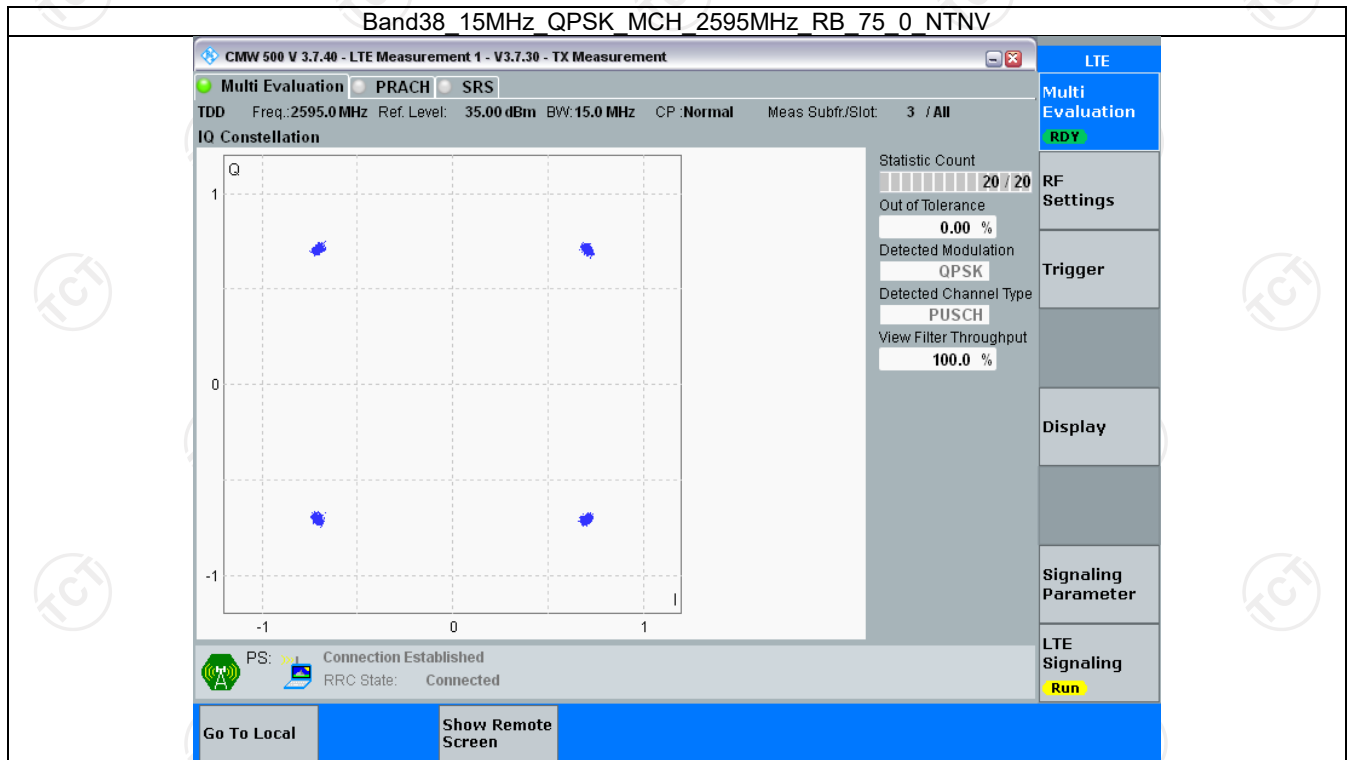 Band38_15MHz_QPSK_MCH_2595MHz_RB_75_0_NTNV
CMW 500 V 3.7.40 - LTE Measurement 1 - V3.7.30 - TX Measurement
LTE
Multi Evaluation PRACH SRS
TDD Freq.:2595.0 MHz Ref. Level: 35.00 dBm BW: 15.0 MHz CP :Normal Meas Subfr./Slot: 3 / All
IQ Constellation
Q
1
0
-1
I
-1 0 1
Statistic Count
20 / 20
Out of Tolerance
0.00 %
Detected Modulation
QPSK
Detected Channel Type
PUSCH
View Filter Throughput
100.0 %
Multi
Evaluation
RDY
RF
Settings
Trigger
Display
Signaling
Parameter
LTE
Signaling
Run
PS: Connection Established
RRC State: Connected
Go To Local
Show Remote
Screen
TCT
TCT
TCT
TCT